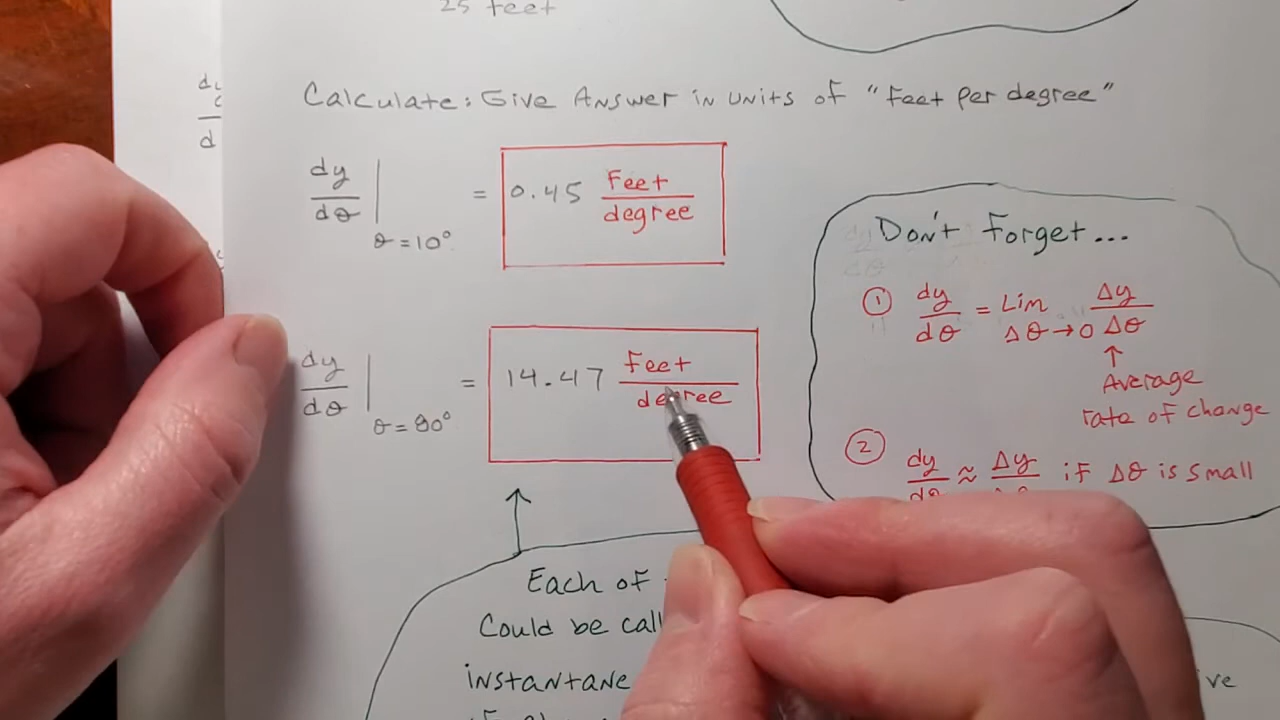 25 feet
Calculate: Give Answer in units of "feet per degree"
dy/dθ | θ = 10° = 0.45 Feet/degree
dy/dθ | θ = 80° = 14.47 Feet/degree
Don't Forget...
① dy/dθ = Lim Δθ→0 Δy/Δθ
↑
Average
rate of change
② dy/dθ ≈ Δy/Δθ if Δθ is small
Each of
Could be